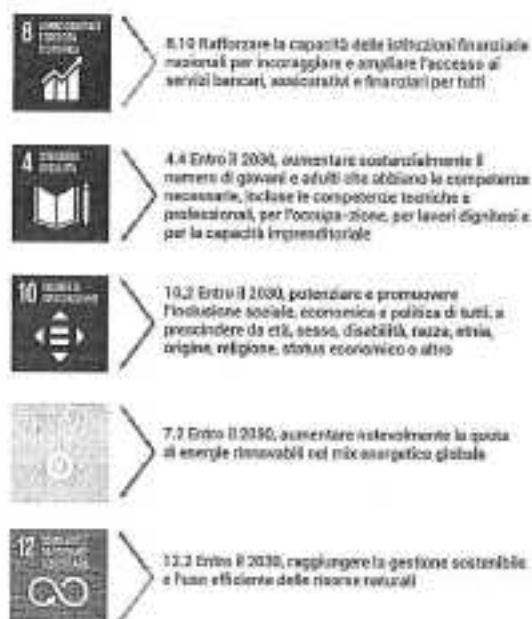 8
8.10 Rafforzare la capacità delle istituzioni finanziarie
nazionali per incoraggiare e ampliare l'accesso ai
servizi bancari, assicurativi e finanziari per tutti
4
4.4 Entro il 2030, aumentare sostanzialmente il
numero di giovani e adulti che abbiano le competenze
necessarie, incluse le competenze tecniche e
professionali, per l'occupa-zione, per lavori dignitosi e
per la capacità imprenditoriale
10
10.2 Entro il 2030, potenziare e promuovere
l'inclusione sociale, economica e politica di tutti, a
prescindere da età, sesso, disabilità, razza, etnia,
origine, religione, status economico o altro
7.2 Entro il 2030, aumentare notevolmente la quota
di energie rinnovabili nel mix energetico globale
12
12.2 Entro il 2030, raggiungere la gestione sostenibile
e l'uso efficiente delle risorse naturali